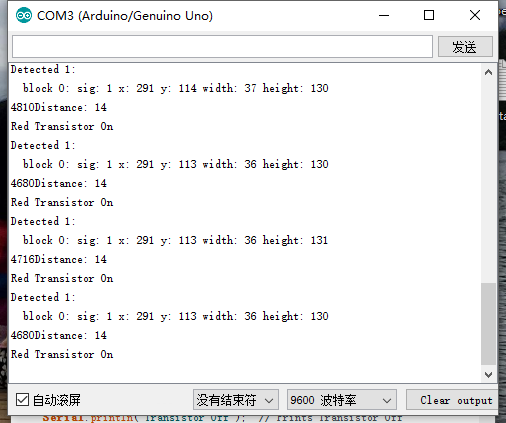 COM3 (Arduino/Genuino Uno)
发送
Detected 1:
block 0: sig: 1 x: 291 y: 114 width: 37 height: 130
4810Distance: 14
Red Transistor On
Detected 1:
block 0: sig: 1 x: 291 y: 113 width: 36 height: 130
4680Distance: 14
Red Transistor On
Detected 1:
block 0: sig: 1 x: 291 y: 113 width: 36 height: 131
4716Distance: 14
Red Transistor On
Detected 1:
block 0: sig: 1 x: 291 y: 113 width: 36 height: 130
4680Distance: 14
Red Transistor On
自动滚屏 没有结束符 9600 波特率 Clear output
Serial.println("Transistor Off"); // Prints Transistor Off